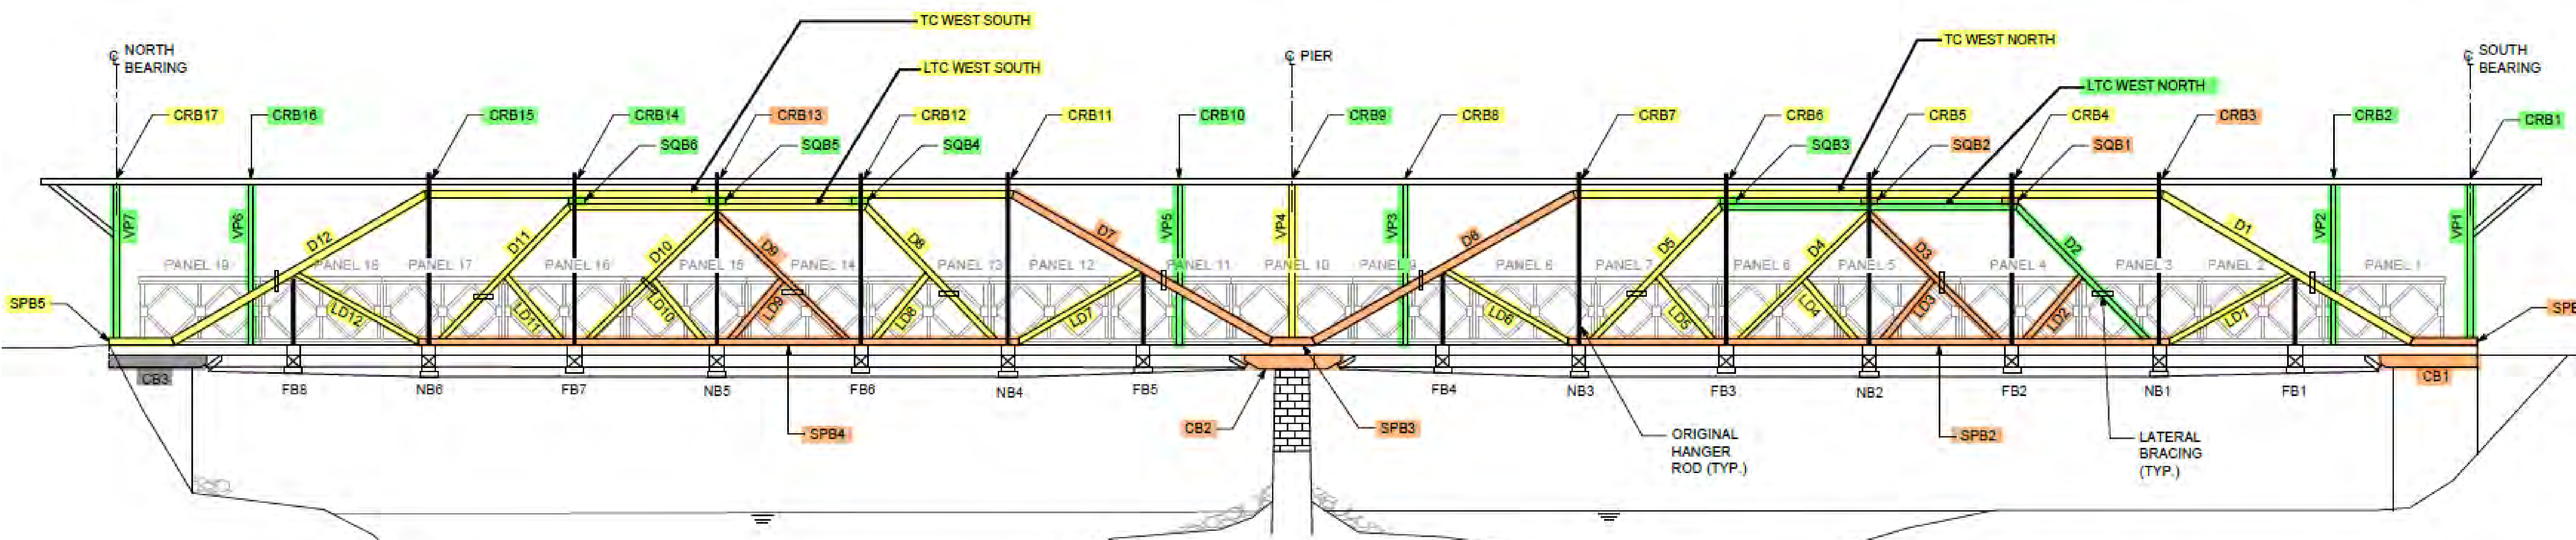 TC WEST SOUTH
TC WEST NORTH
℄ NORTH
BEARING
℄ PIER
℄ SOUTH
BEARING
LTC WEST SOUTH
LTC WEST NORTH
CRB17
CRB16
CRB15
CRB14
CRB13
CRB12
CRB11
CRB10
CRB9
CRB8
CRB7
CRB6
CRB5
CRB4
CRB3
CRB2
CRB1
SQB6
SQB5
SQB4
SQB3
SQB2
SQB1
VP7
VP6
D12
D11
D10
D9
D8
D7
VP5
VP4
VP3
D6
D5
D4
D3
D2
D1
VP2
VP1
PANEL 19
PANEL 18
PANEL 17
PANEL 16
PANEL 15
PANEL 14
PANEL 13
PANEL 12
PANEL 11
PANEL 10
PANEL 9
PANEL 8
PANEL 7
PANEL 6
PANEL 5
PANEL 4
PANEL 3
PANEL 2
PANEL 1
SPB5
LD12
LD11
LD10
LD9
LD8
LD7
LD6
LD5
LD4
LD3
LD2
LD1
SPB
CB3
FB8
NB6
FB7
NB5
FB6
NB4
FB5
FB4
NB3
FB3
NB2
FB2
NB1
FB1
CB1
SPB4
CB2
SPB3
ORIGINAL
HANGER
ROD (TYP.)
SPB2
LATERAL
BRACING
(TYP.)